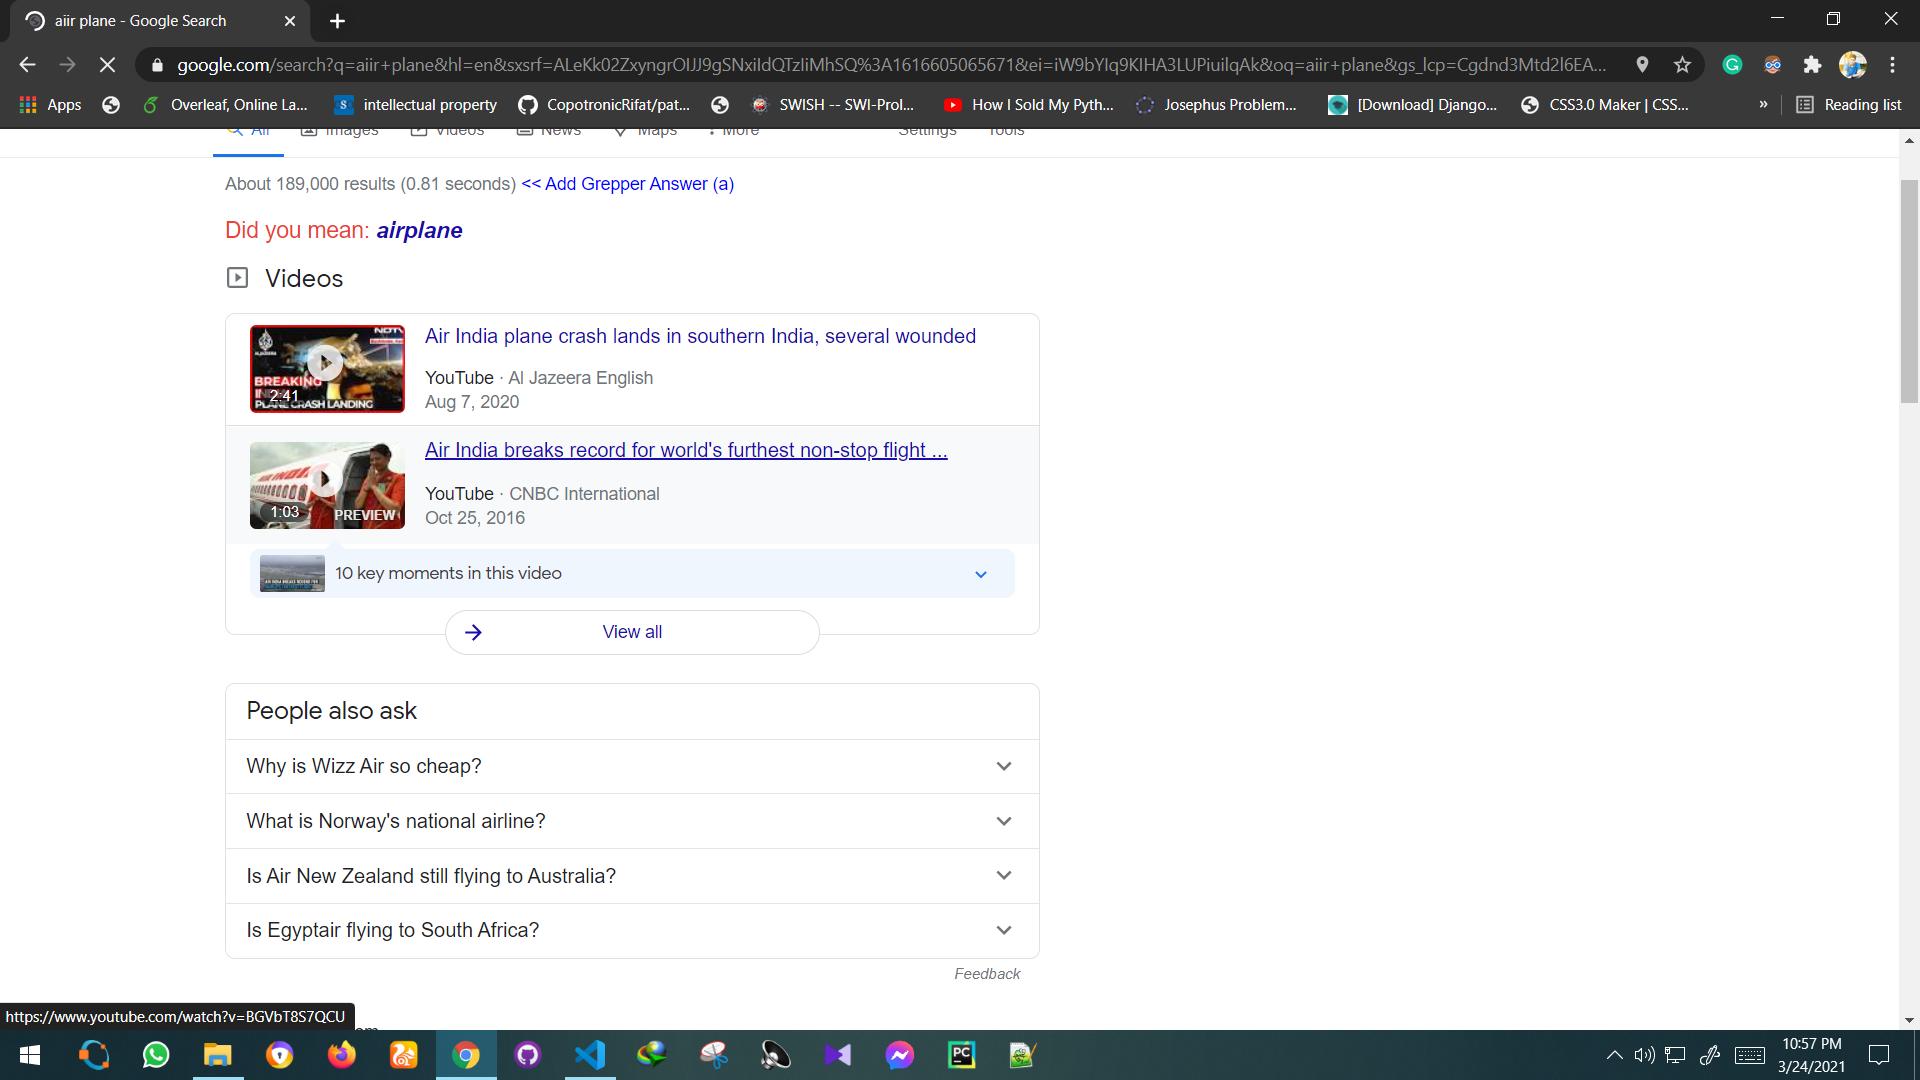 aiir plane - Google Search
google.com/search?q=aiir+plane&hl=en&sxsrf=ALeKk02ZxyngrOIJJ9gSNxiIdQTzIiMhSQ%3A1616605065671&ei=iW9bYIq9KIHA3LUPiuilqAk&oq=aiir+plane&gs_lcp=Cgdnd3Mtd2l6EA...
Apps Overleaf, Online La... intellectual property CopotronicRifat/pat... SWISH -- SWI-Prol... How I Sold My Pyth... Josephus Problem... [Download] Django... CSS3.0 Maker | CSS... » Reading list
All Images Videos News Maps More Settings Tools
About 189,000 results (0.81 seconds) << Add Grepper Answer (a)
Did you mean: airplane
Videos
Air India plane crash lands in southern India, several wounded
NDTV
ALJAZEERA
BREAKING
2:41
PLANE CRASH LANDING
YouTube · Al Jazeera English
Aug 7, 2020
Air India breaks record for world's furthest non-stop flight ...
1:03
PREVIEW
YouTube · CNBC International
Oct 25, 2016
10 key moments in this video
View all
People also ask
Why is Wizz Air so cheap?
What is Norway's national airline?
Is Air New Zealand still flying to Australia?
Is Egyptair flying to South Africa?
Feedback
https://www.youtube.com/watch?v=BGVbT8S7QCU
10:57 PM
3/24/2021